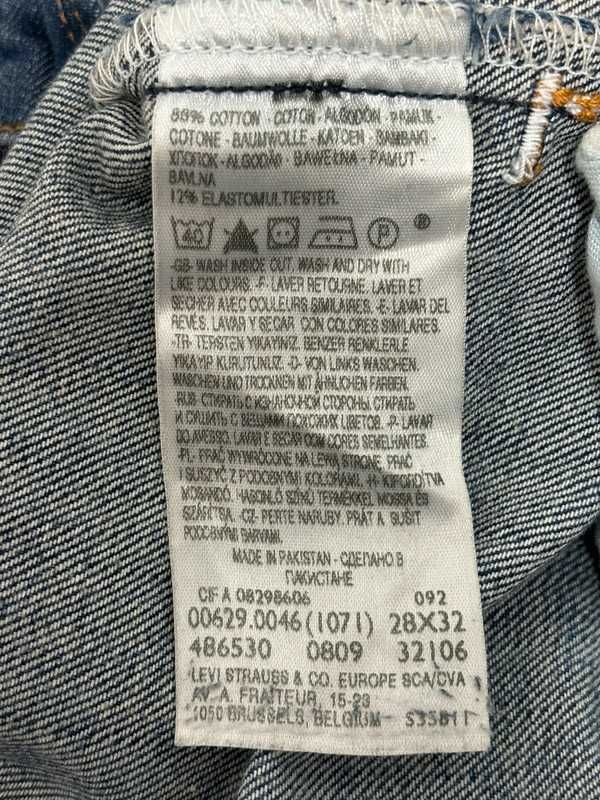 88% COTTON - COTON - ALGODÓN - PAMUK -
COTONE - BAUMWOLLE - KATOEN - BAMBAKI -
ХЛОПОК - ALGODÃO - BAWEŁNA - PAMUT -
BAVLNA
12% ELASTOMULTIESTER.
40 P ®
-GB- WASH INSIDE OUT. WASH AND DRY WITH
LIKE COLOURS. -F- LAVER RETOURNE. LAVER ET
SECHER AVEC COULEURS SIMILAIRES. -E- LAVAR DEL
REVES. LAVAR Y SECAR CON COLORES SIMILARES.
-TR- TERSTEN YIKAYINIZ. BENZER RENKLERLE
YIKAYIP KURUTUNUZ. -D- VON LINKS WASCHEN.
WASCHEN UND TROCKNEN MIT ÄHNLICHEN FARBEN.
-RUS- СТИРАТЬ С ИЗНАНОЧНОЙ СТОРОНЫ. СТИРАТЬ
И СУШИТЬ С ВЕЩАМИ ПОХОЖИХ ЦВЕТОВ. -P- LAVAR
DO AVESSO. LAVAR E SECAR COM CORES SEMELHANTES.
-PL- PRAĆ WYWRÓCONE NA LEWĄ STRONĘ. PRAĆ
I SUSZYĆ Z PODOBNYMI KOLORAMI. -H- KIFORDÍTVA
MOSANDÓ. HASONLÓ SZÍNŰ TERMÉKKEL MOSSA ÉS
SZÁRÍTSA. -CZ- PERTE NARUBY. PRÁT A SUŠIT
PODOBNÝMI BARVAMI.
MADE IN PAKISTAN - СДЕЛАНО В
ПАКИСТАНЕ
CIF A 08298606 092
00629.0046 (1071) 28X32
486530 0809 32106
LEVI STRAUSS & CO. EUROPE SCA/CVA
AV. A. FRAITEUR, 15-23
1050 BRUSSELS, BELGIUM S35B11